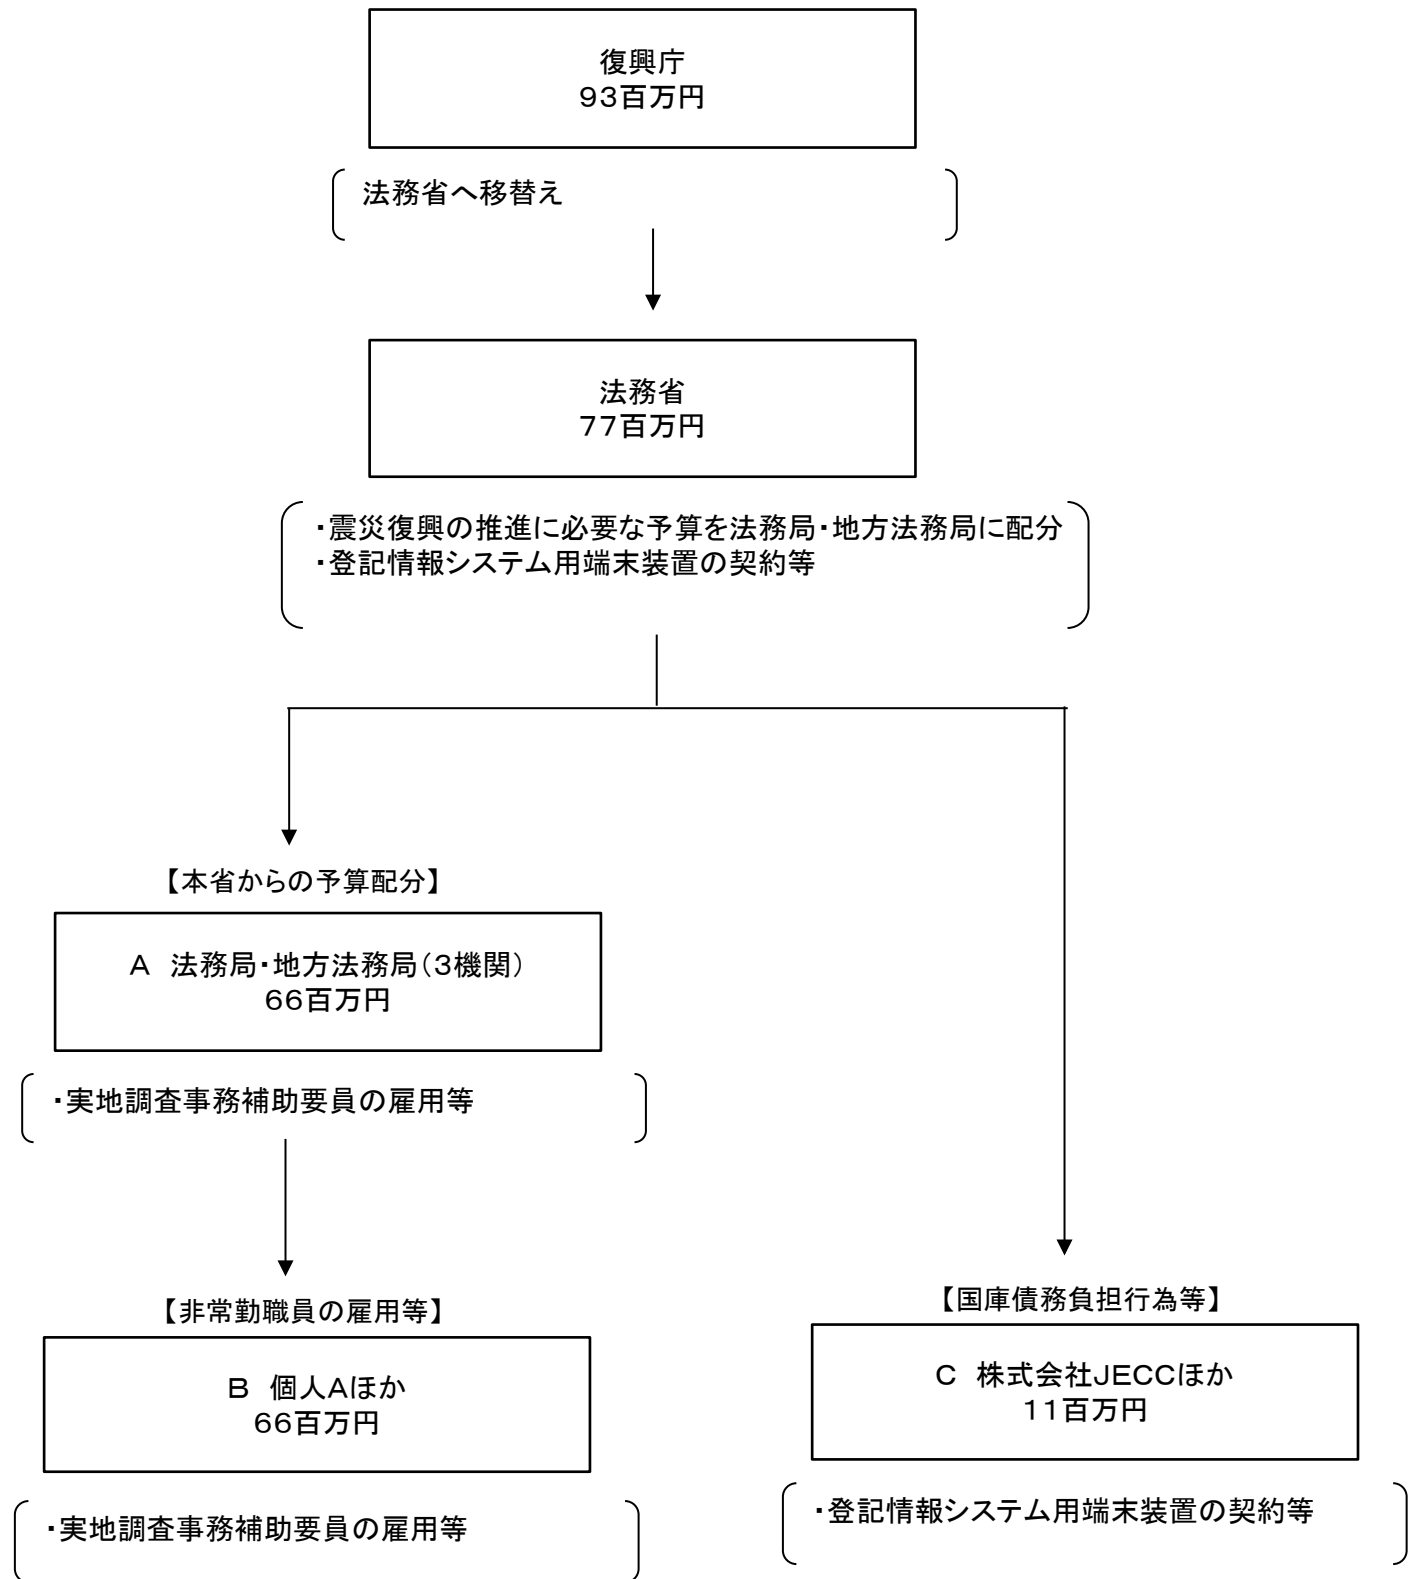 復興庁
93百万円
法務省へ移替え
法務省
77百万円
・震災復興の推進に必要な予算を法務局・地方法務局に配分
・登記情報システム用端末装置の契約等
【本省からの予算配分】
A　法務局・地方法務局（3機関）
66百万円
・実地調査事務補助要員の雇用等
【非常勤職員の雇用等】
B　個人Aほか
66百万円
・実地調査事務補助要員の雇用等
【国庫債務負担行為等】
C　株式会社JECCほか
11百万円
・登記情報システム用端末装置の契約等